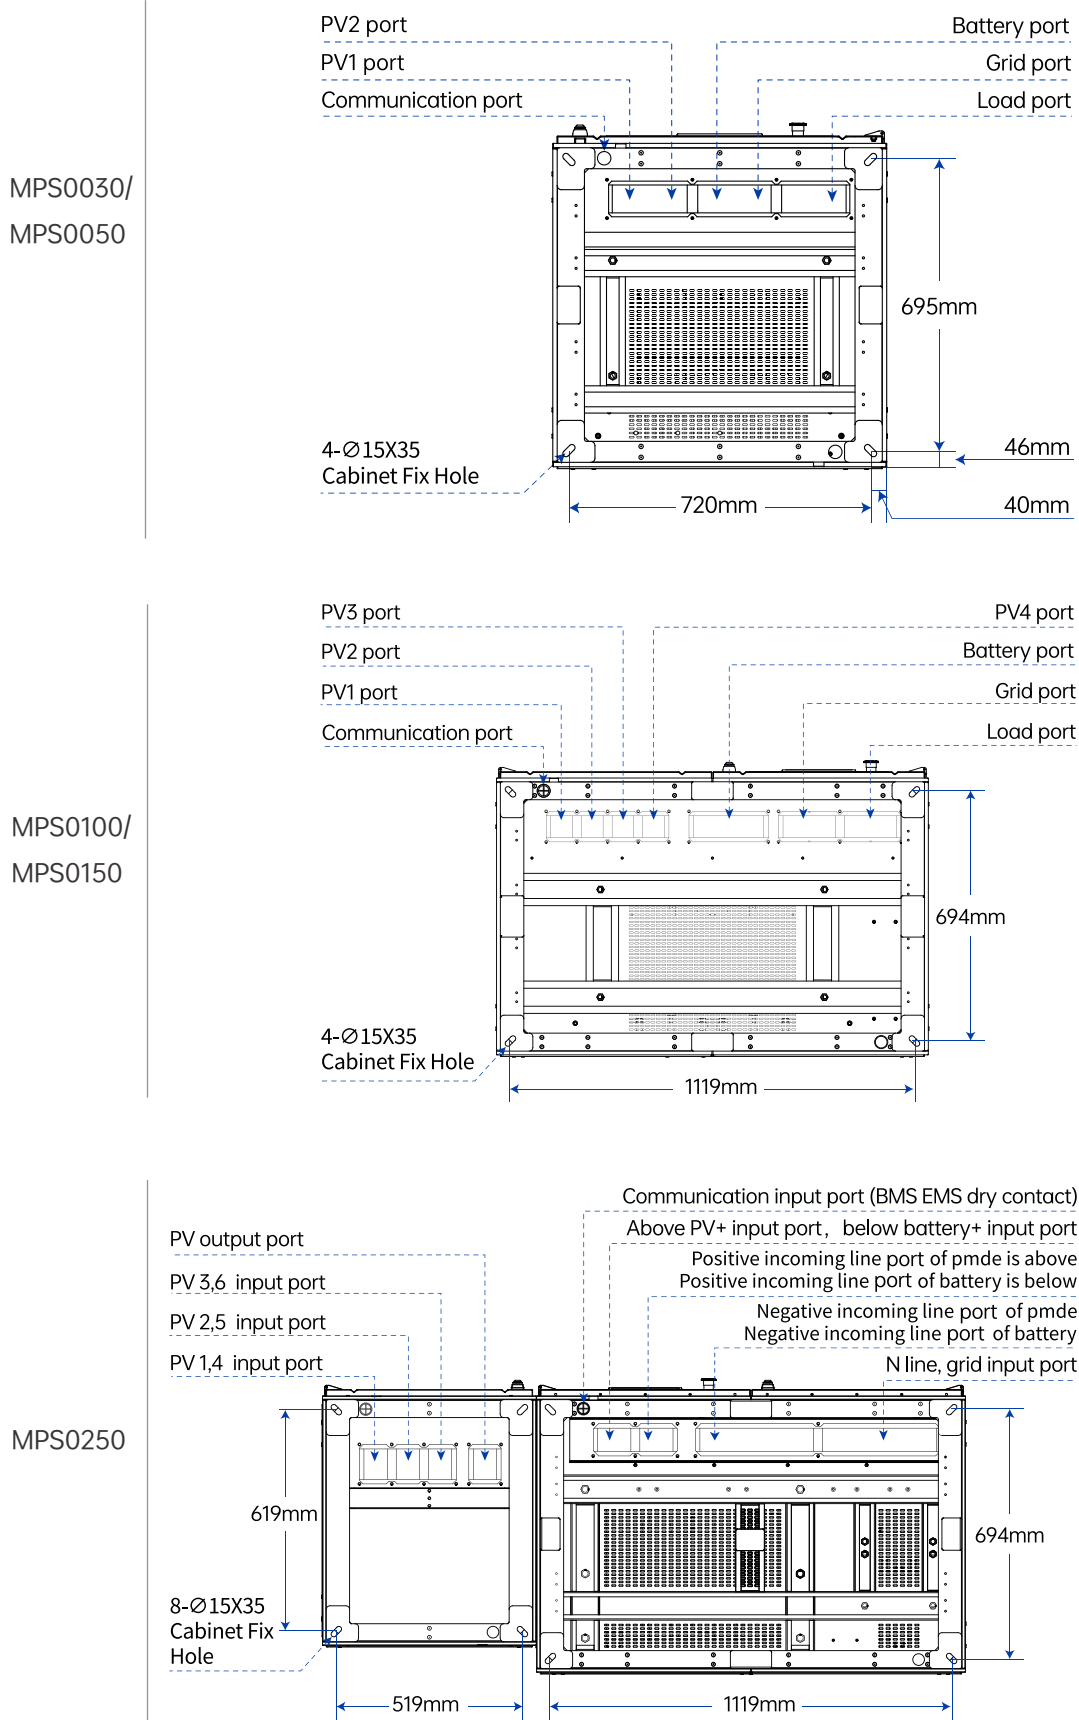 PV2 port
Battery port
PV1 port
Grid port
Communication port
Load port
MPS0030/
MPS0050
695mm
4-∅15X35
Cabinet Fix Hole
46mm
720mm
40mm
PV3 port
PV4 port
PV2 port
Battery port
PV1 port
Grid port
Communication port
Load port
MPS0100/
MPS0150
694mm
4-∅15X35
Cabinet Fix Hole
1119mm
Communication input port (BMS EMS dry contact)
Above PV+ input port, below battery+ input port
PV output port
Positive incoming line port of pmde is above
Positive incoming line port of battery is below
PV 3,6 input port
Negative incoming line port of pmde
PV 2,5 input port
Negative incoming line port of battery
PV 1,4 input port
N line, grid input port
MPS0250
619mm
694mm
8-∅15X35
Cabinet Fix
Hole
519mm
1119mm